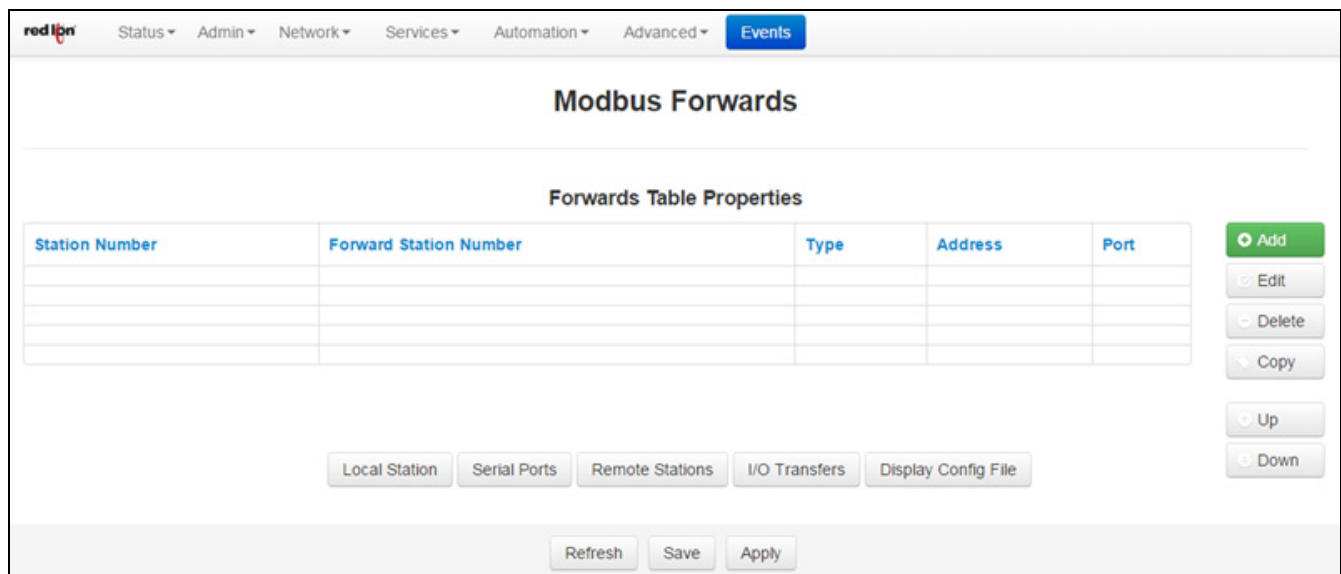 red lion Status Admin Network Services Automation Advanced Events
Modbus Forwards
Forwards Table Properties
Station Number Forward Station Number Type Address Port
Add
Edit
Delete
Copy
Up
Down
Local Station Serial Ports Remote Stations I/O Transfers Display Config File
Refresh Save Apply